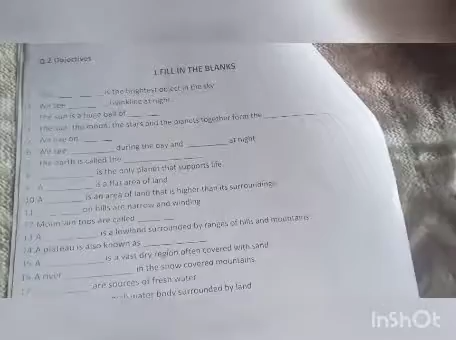 Q.2 Objectives
1.FILL IN THE BLANKS
is the brightest object in the sky
We see twinkline at night
The sun is a huge ball of
The sun, the moon, the stars and the planets together form the
We live on
We see during the day and at night
The earth is called the
is the only planet that supports life.
9. A is a flat area of land
10.A is an area of land that is higher than its surroundings.
11. on hills are narrow and winding
12.Mountain tops are called
13.A is a lowland surrounded by ranges of hills and mountains
14.A plateau is also known as
15.A is a vast dry region often covered with sand
16.A river in the snow covered mountains.
17. are sources of fresh water
water body surrounded by land
InShOt